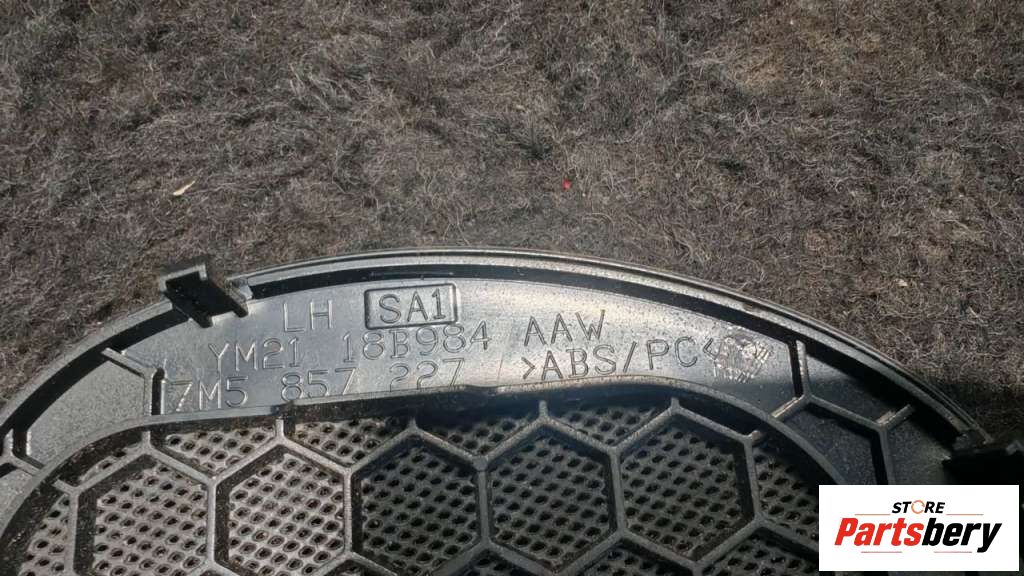 LH SA1
YM21 18B984 AAW
7M5 857 227 >ABS/PC<
STORE
Partsbery